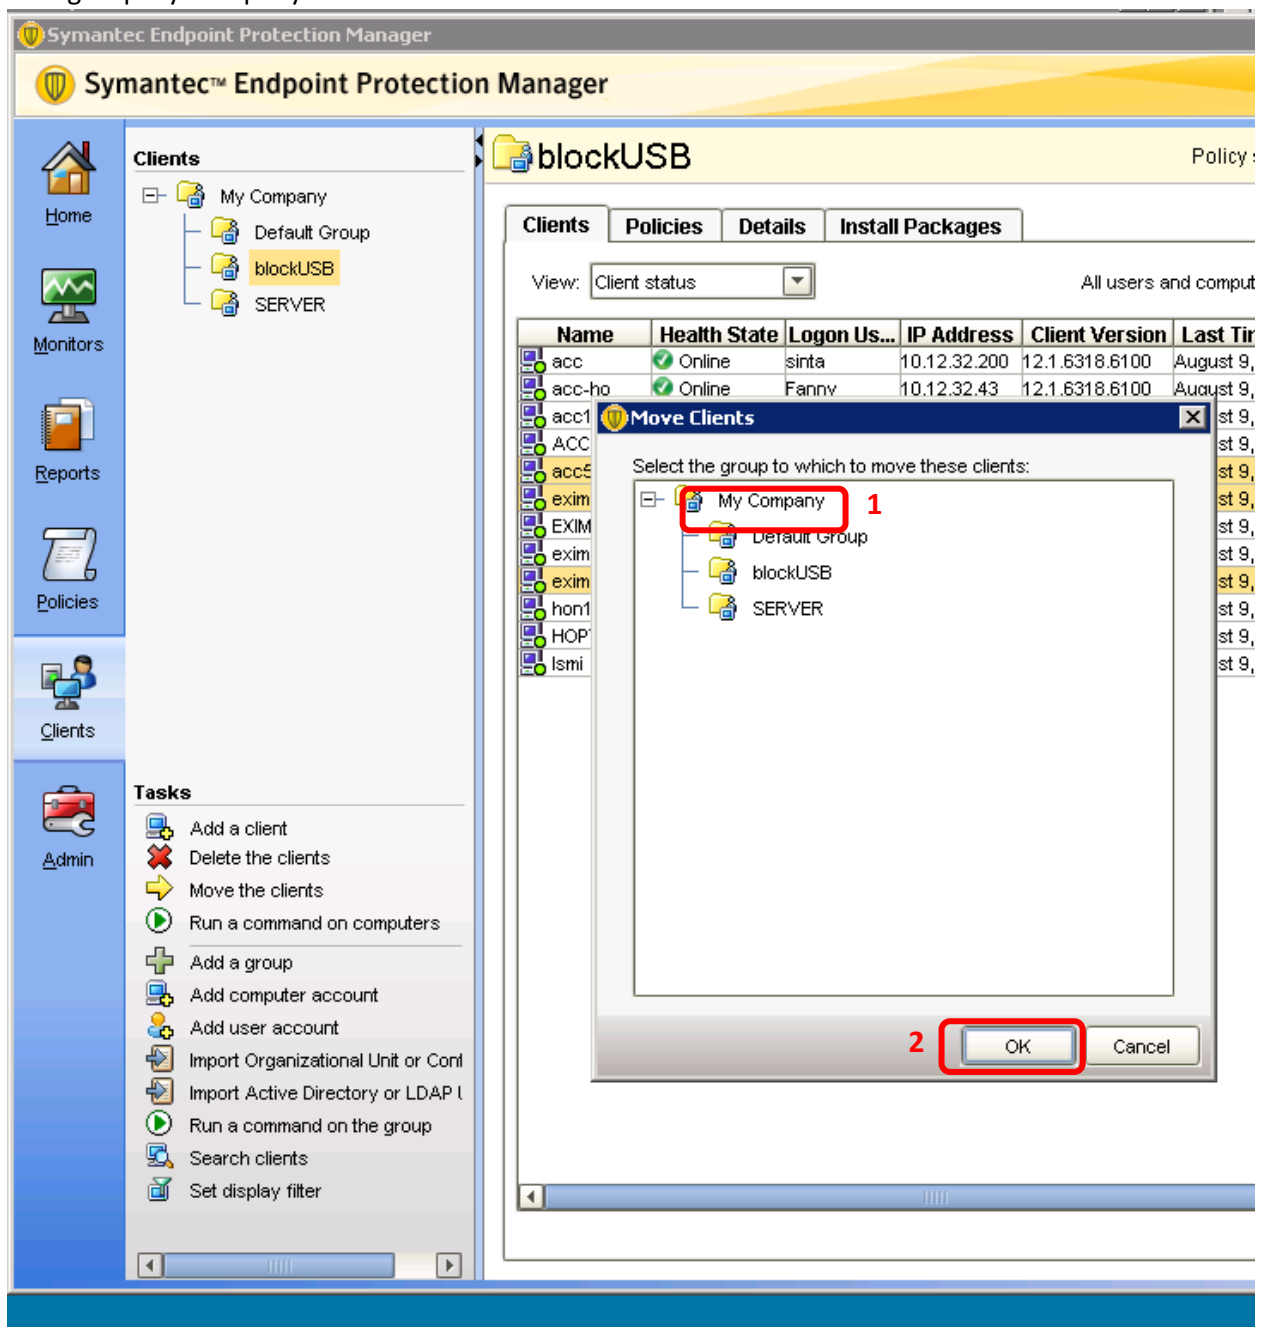 Symantec Endpoint Protection Manager
Symantec™ Endpoint Protection Manager
Home
Monitors
Reports
Policies
Clients
Admin
Clients
My Company
Default Group
blockUSB
SERVER
Tasks
Add a client
Delete the clients
Move the clients
Run a command on computers
Add a group
Add computer account
Add user account
Import Organizational Unit or Cont
Import Active Directory or LDAP
Run a command on the group
Search clients
Set display filter
blockUSB
Policy
Clients Policies Details Install Packages
View: Client status All users and comput
Name Health State Logon Us... IP Address Client Version Last Tir
acc Online sinta 10.12.32.200 12.1.6318.6100 August 9,
acc-ho Online Fanny 10.12.32.43 12.1.6318.6100 August 9,
acc1 st 9,
ACC st 9,
acc5 st 9,
exim st 9,
EXIM st 9,
exim st 9,
exim st 9,
hon1 st 9,
HOP st 9,
Ismi st 9,
Move Clients
Select the group to which to move these clients:
My Company 1
Default Group
blockUSB
SERVER
2 OK Cancel